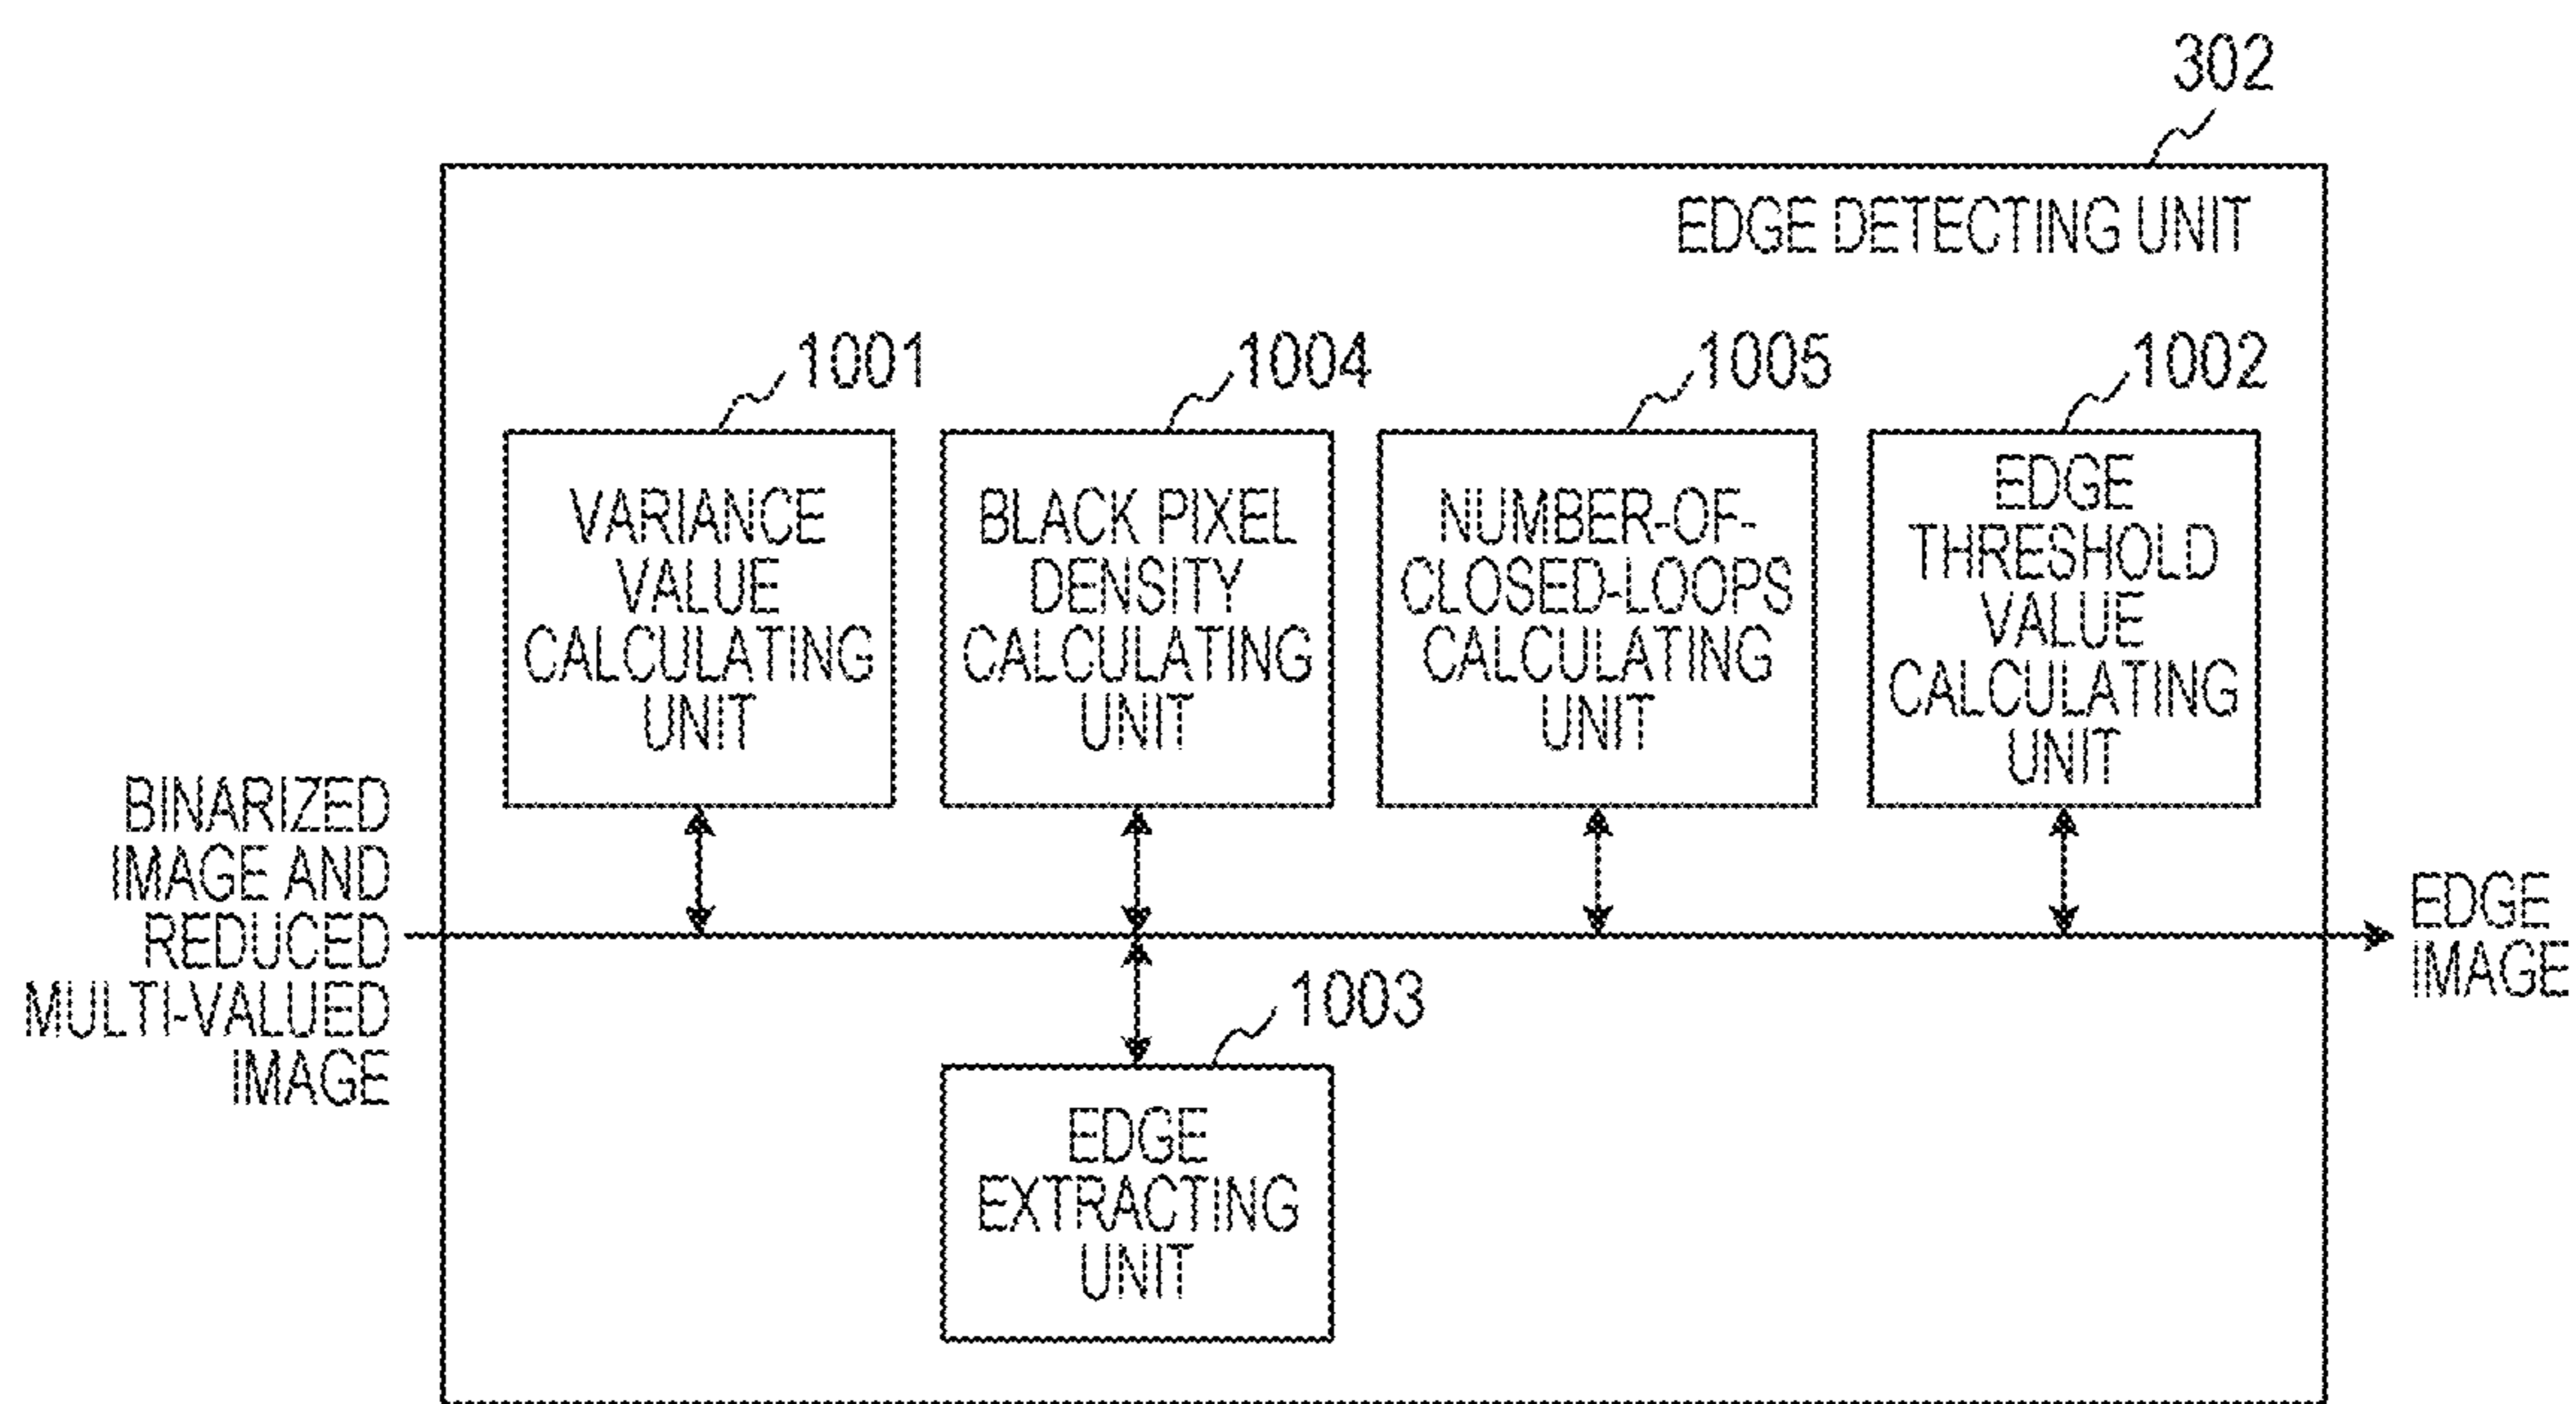 302
EDGE DETECTING UNIT
1001
1004
1005
1002
VARIANCE
VALUE
CALCULATING
UNIT
BLACK PIXEL
DENSITY
CALCULATING
UNIT
NUMBER-OF-
CLOSED-LOOPS
CALCULATING
UNIT
EDGE
THRESHOLD
VALUE
CALCULATING
UNIT
BINARIZED
IMAGE AND
REDUCED
MULTI-VALUED
IMAGE
EDGE
IMAGE
1003
EDGE
EXTRACTING
UNIT